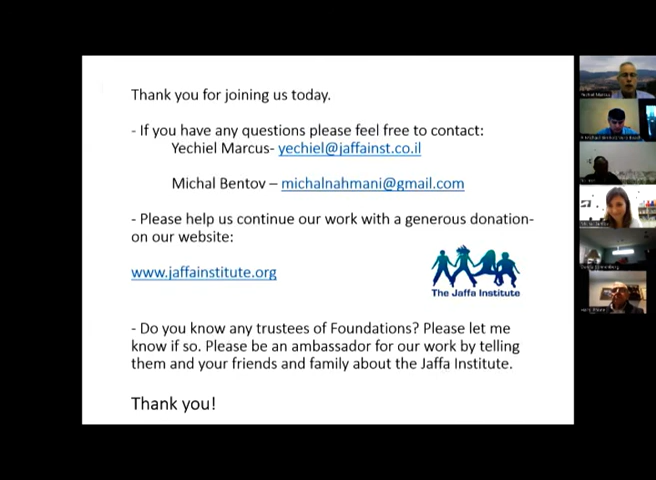 Thank you for joining us today.
- If you have any questions please feel free to contact:
Yechiel Marcus- yechiel@jaffainst.co.il
Michal Bentov – michalnahmani@gmail.com
- Please help us continue our work with a generous donation-
on our website:
www.jaffainstitute.org
The Jaffa Institute
- Do you know any trustees of Foundations? Please let me
know if so. Please be an ambassador for our work by telling
them and your friends and family about the Jaffa Institute.
Thank you!
Yechiel Marcus